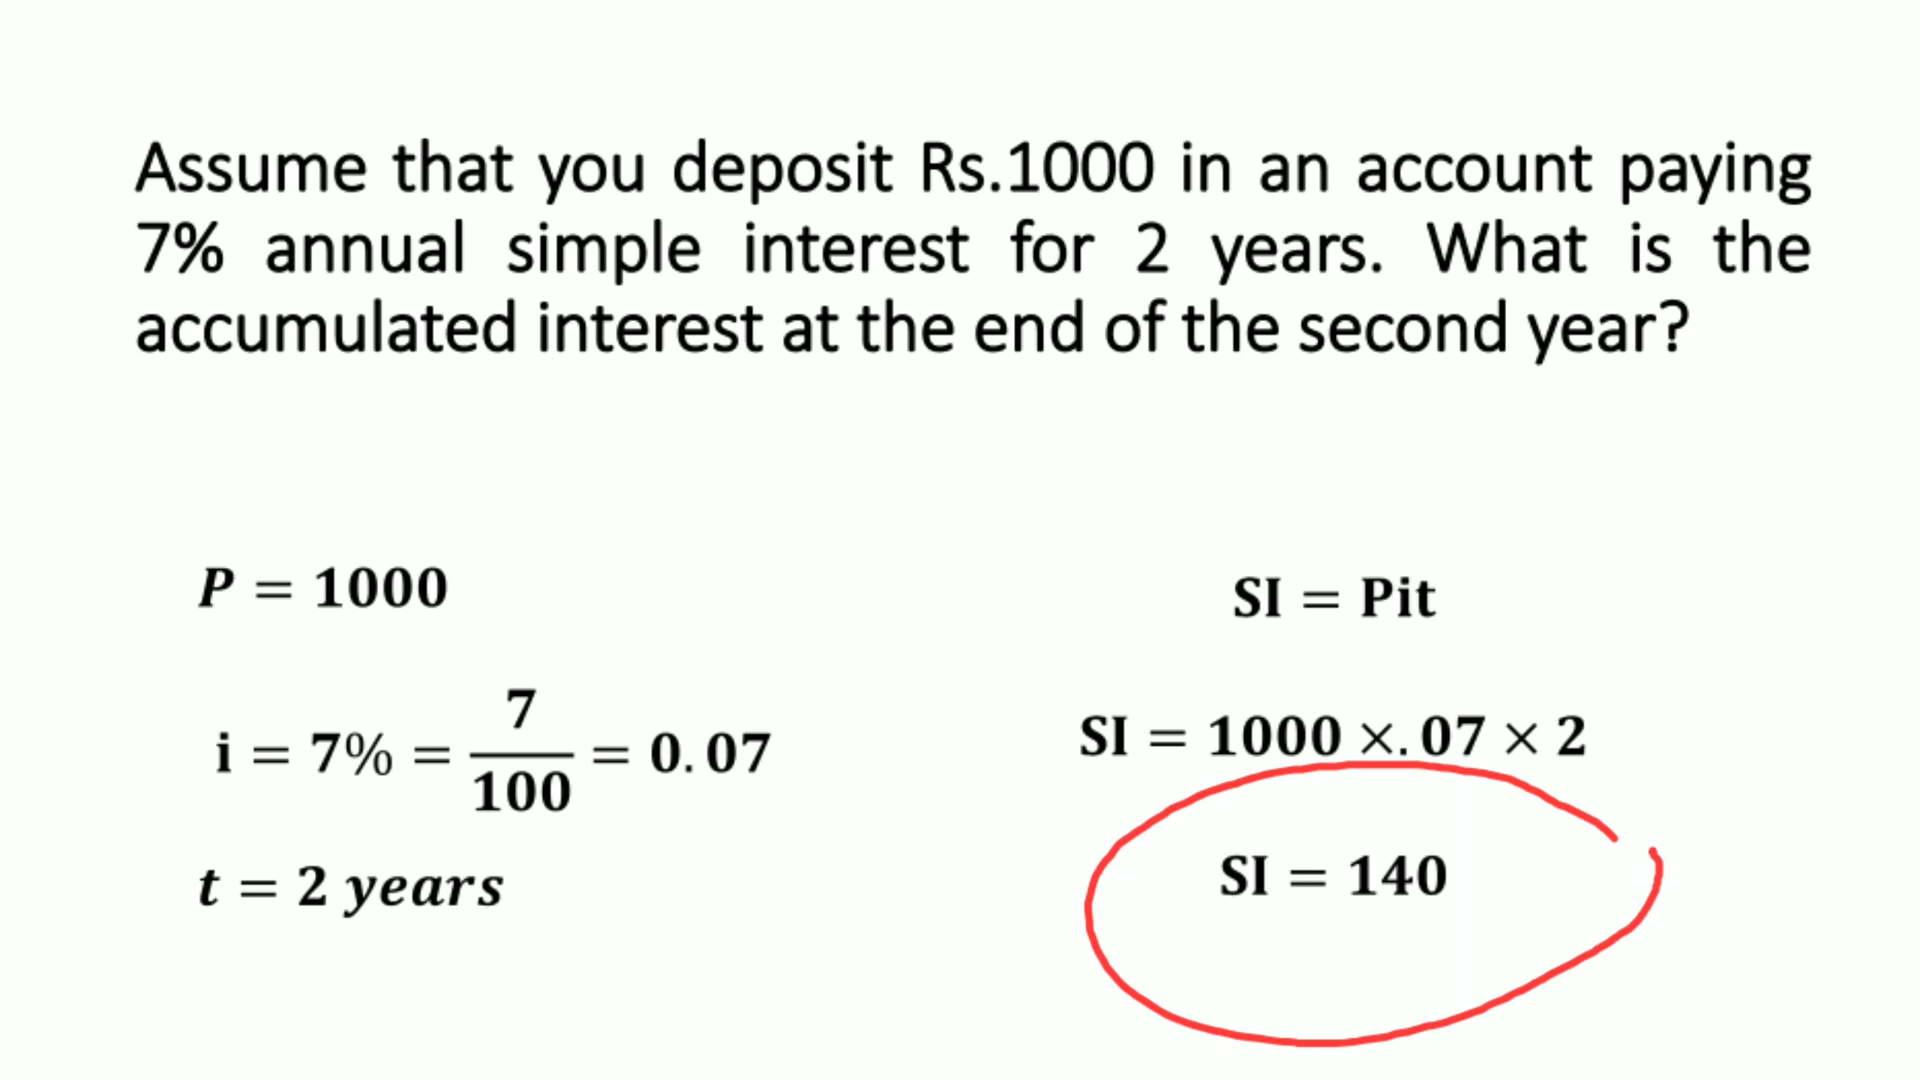 Assume that you deposit Rs.1000 in an account paying
7% annual simple interest for 2 years. What is the
accumulated interest at the end of the second year?
P = 1000
i = 7% = 7/100 = 0.07
t = 2 years
SI = Pit
SI = 1000 ×.07 × 2
SI = 140